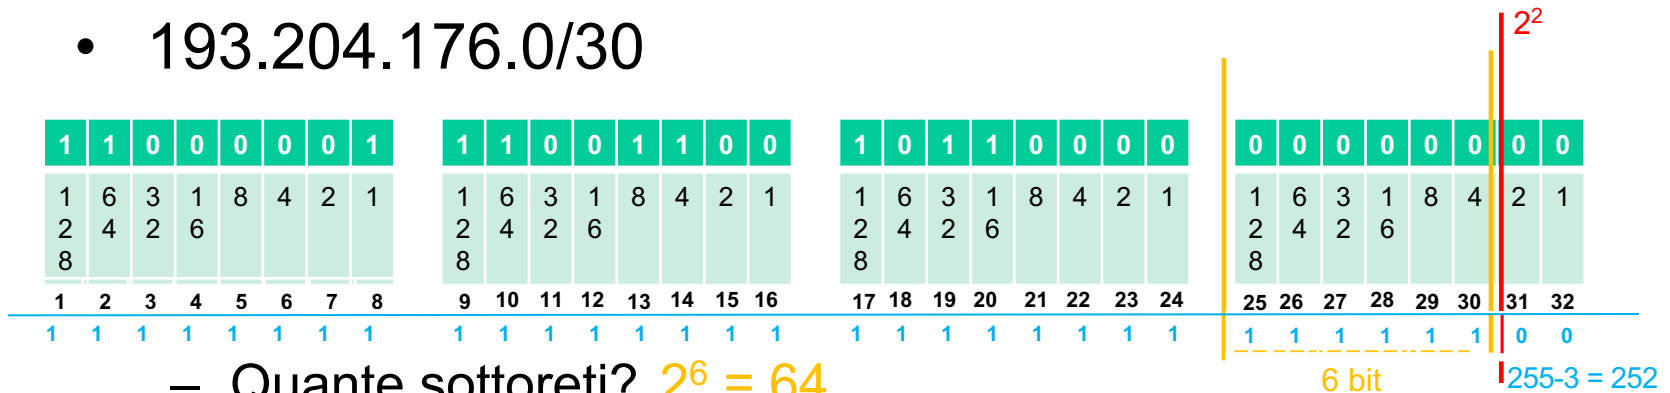 • 193.204.176.0/30
2²
1 1 0 0 0 0 0 1 1 1 0 0 1 1 0 0 1 0 1 1 0 0 0 0 0 0 0 0 0 0 0 0
128 64 32 16 8 4 2 1 128 64 32 16 8 4 2 1 128 64 32 16 8 4 2 1 128 64 32 16 8 4 2 1
1 2 3 4 5 6 7 8 9 10 11 12 13 14 15 16 17 18 19 20 21 22 23 24 25 26 27 28 29 30 31 32
1 1 1 1 1 1 1 1 1 1 1 1 1 1 1 1 1 1 1 1 1 1 1 1 1 1 1 1 1 1 0 0
– Quante sottoreti? 2⁶ = 64
6 bit
255-3 = 252